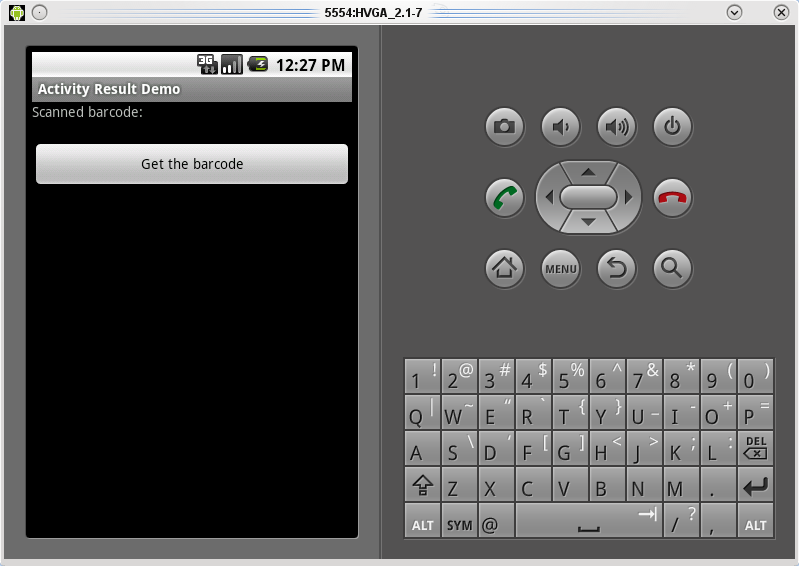 5554:HVGA_2.1-7
3G 12:27 PM
Activity Result Demo
Scanned barcode:
Get the barcode
MENU
1 ! 2 @ 3 # 4 $ 5 % 6 ^ 7 & 8 * 9 ( 0 )
Q | W ~ E “ R ` T { Y } U _ I - O + P =
A S \ D ‘ F [ G ] H < J > K ; L : DEL
Z X C V B N M .
ALT SYM @ / ? , ALT